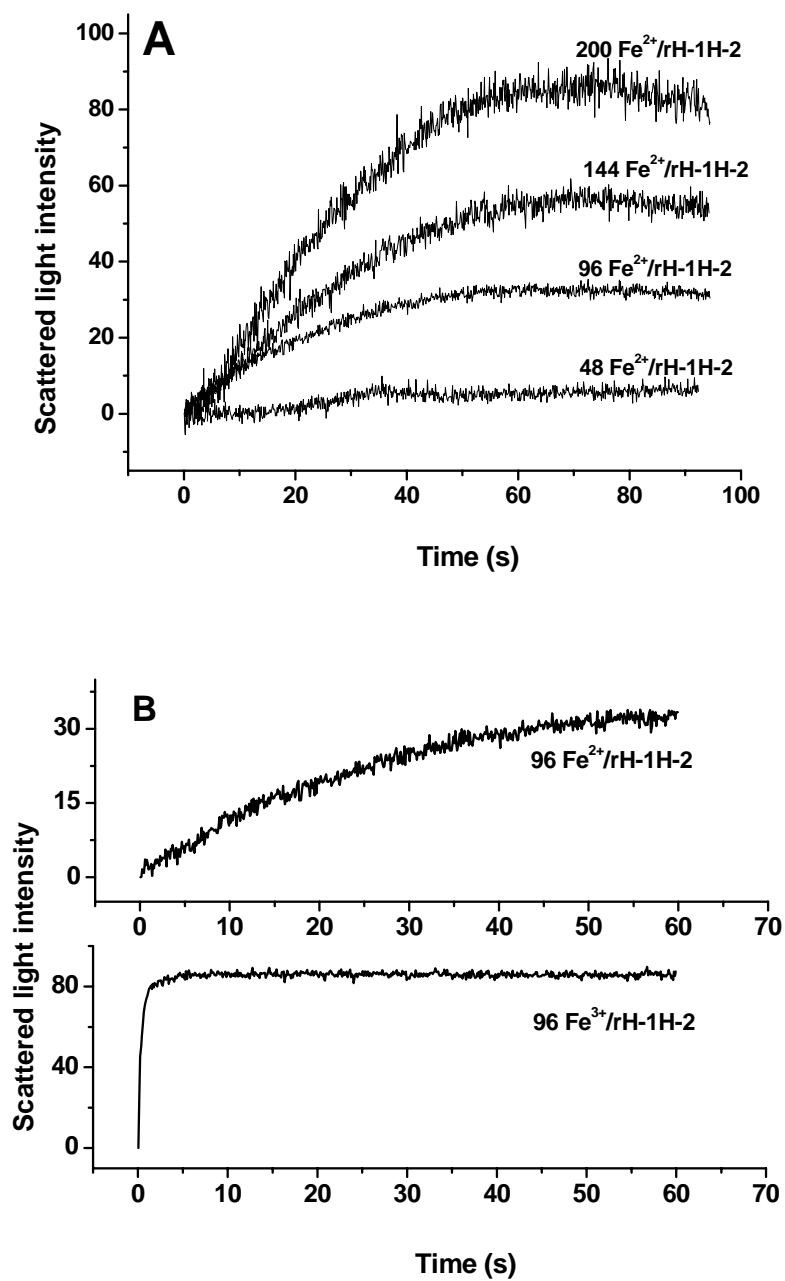 A
100
80
60
40
20
0
Scattered light intensity
200 Fe²⁺/rH-1H-2
144 Fe²⁺/rH-1H-2
96 Fe²⁺/rH-1H-2
48 Fe²⁺/rH-1H-2
0 20 40 60 80 100
Time (s)
B
30
15
0
96 Fe²⁺/rH-1H-2
0 10 20 30 40 50 60 70
Scattered light intensity
80
40
0
96 Fe³⁺/rH-1H-2
0 10 20 30 40 50 60 70
Time (s)